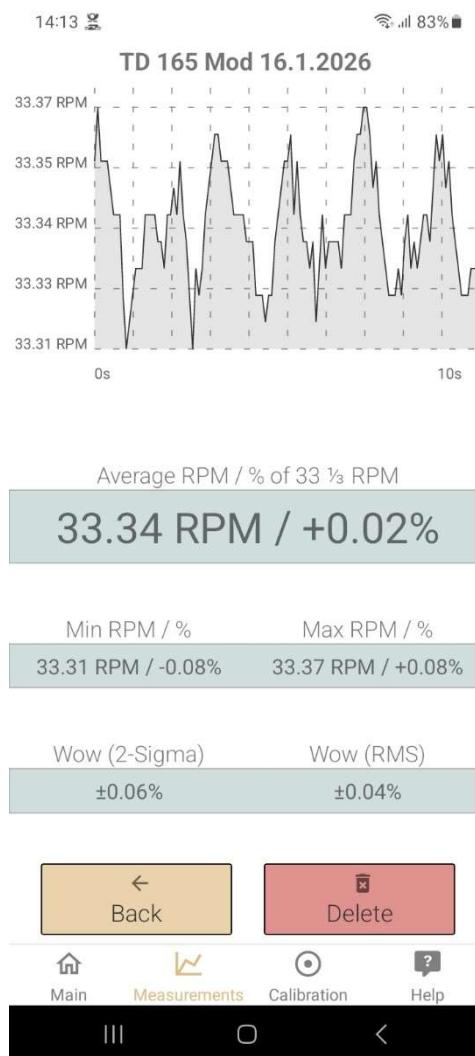 14:13 83%
TD 165 Mod 16.1.2026
33.37 RPM
33.35 RPM
33.34 RPM
33.33 RPM
33.31 RPM
0s 10s
Average RPM / % of 33 ⅓ RPM
33.34 RPM / +0.02%
Min RPM / % Max RPM / %
33.31 RPM / -0.08% 33.37 RPM / +0.08%
Wow (2-Sigma) Wow (RMS)
±0.06% ±0.04%
Back Delete
Main Measurements Calibration Help